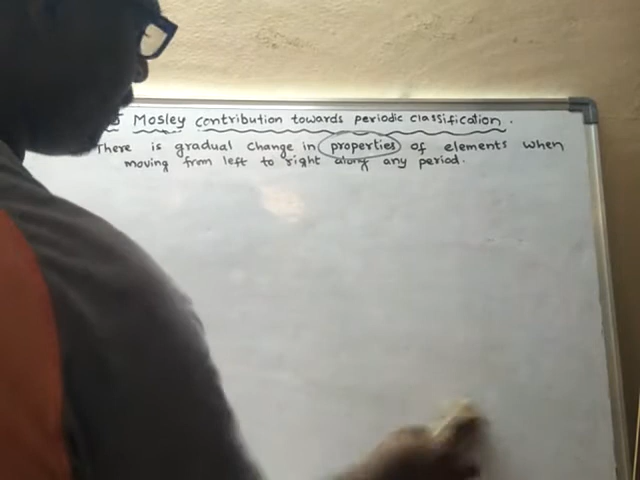 Mosley contribution towards periodic classification.
There is gradual change in properties of elements when
moving from left to right along any period.